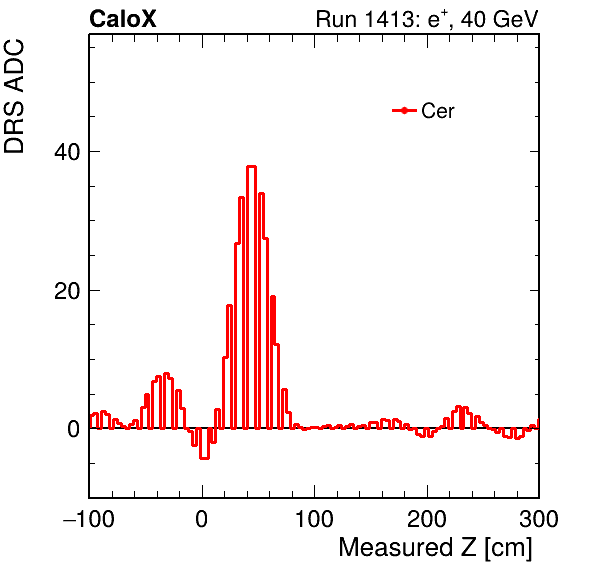 CaloX Run 1413: e+, 40 GeV
DRS ADC
Cer
40
20
0
−100 0 100 200 300
Measured Z [cm]